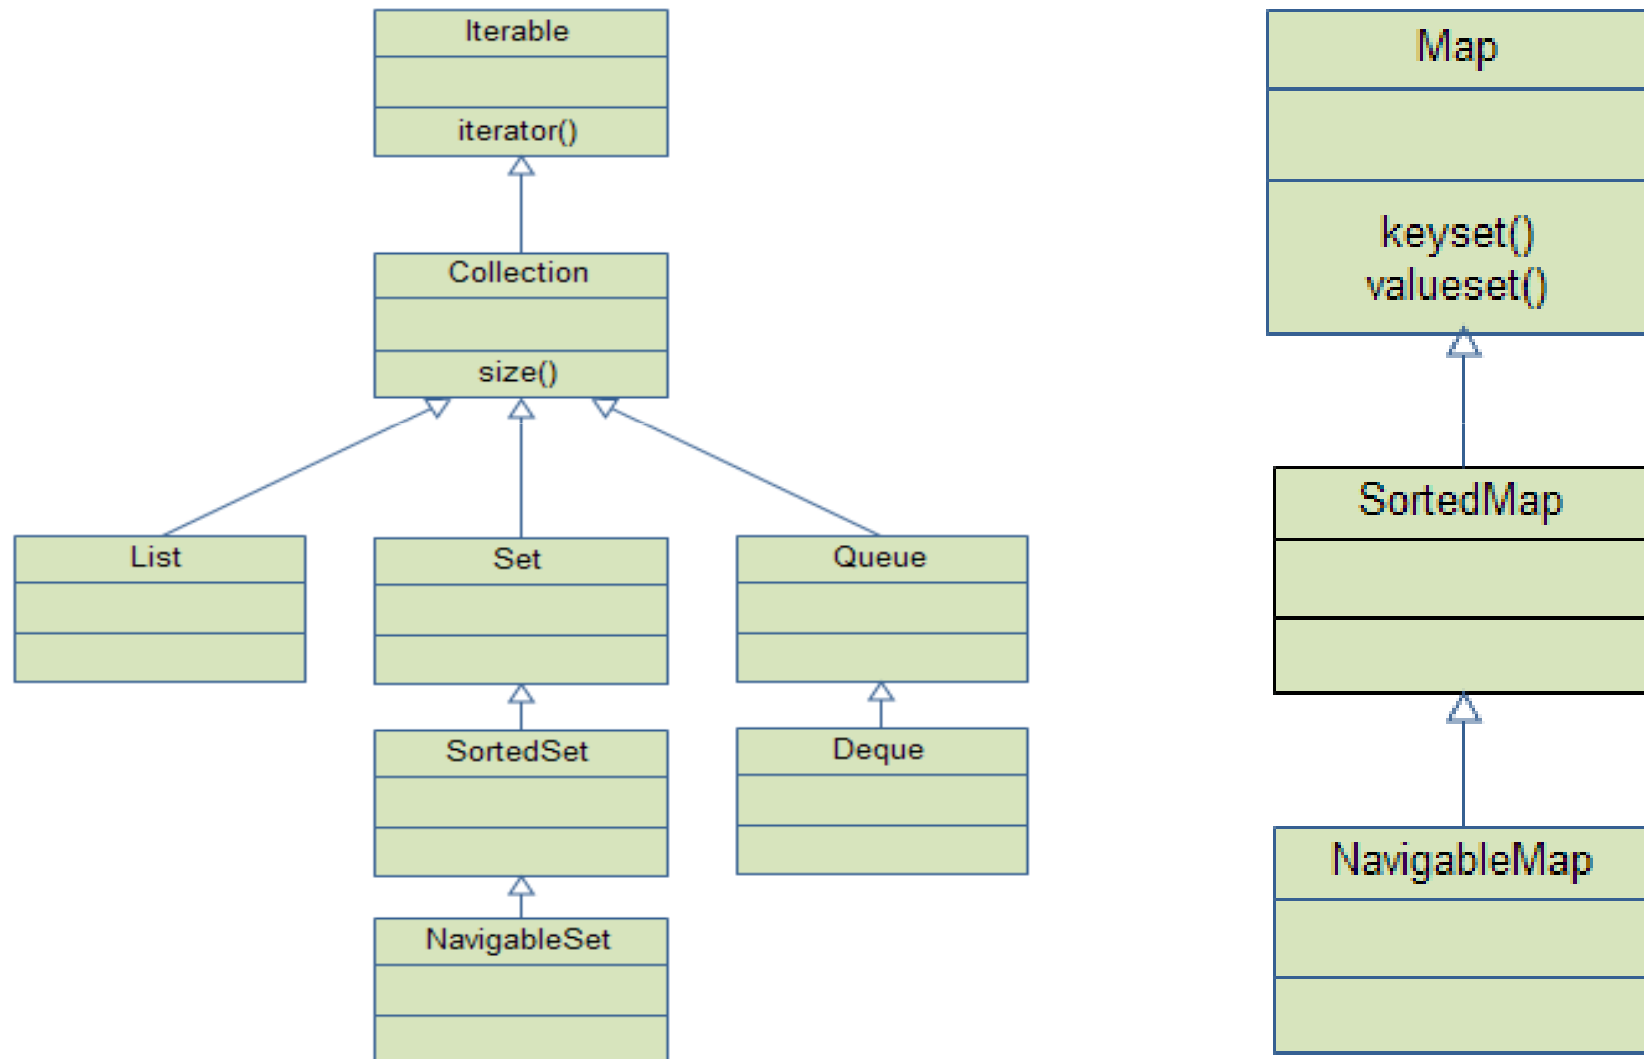 Iterable
iterator()
Collection
size()
List
Set
Queue
SortedSet
Deque
NavigableSet
Map
keyset()
valueset()
SortedMap
NavigableMap